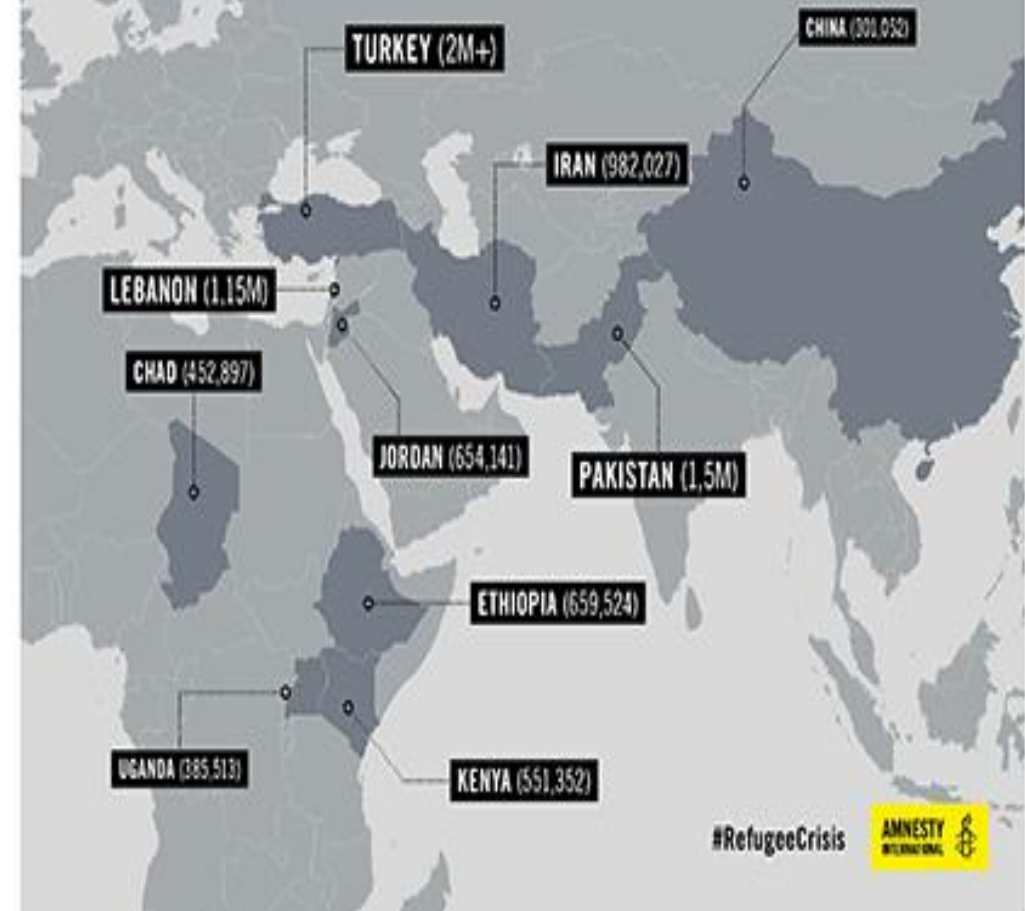 CHINA (301,052)
TURKEY (2M+)
IRAN (982,027)
LEBANON (1,15M)
CHAD (452,897)
JORDAN (654,141)
PAKISTAN (1,5M)
ETHIOPIA (659,524)
UGANDA (385,513)
KENYA (551,352)
#RefugeeCrisis
AMNESTY
INTERNATIONAL